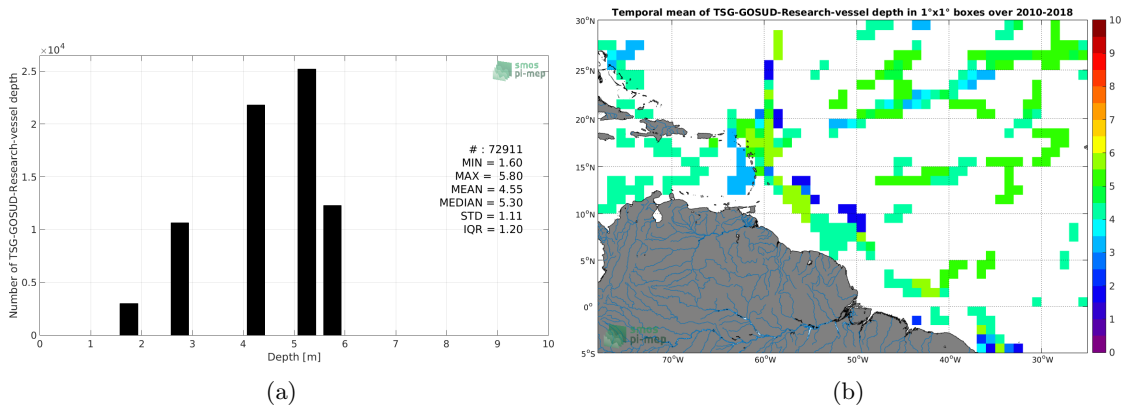 ×10⁴
2.5
2
1.5
1
0.5
0
Number of TSG-GOSUD-Research-vessel depth
smos
pi-mep
# : 72911
MIN = 1.60
MAX = 5.80
MEAN = 4.55
MEDIAN = 5.30
STD = 1.11
IQR = 1.20
0 1 2 3 4 5 6 7 8 9 10
Depth [m]
(a)
Temporal mean of TSG-GOSUD-Research-vessel depth in 1°x1° boxes over 2010-2018
30°N
25°N
20°N
15°N
10°N
5°N
0°
5°S
70°W 60°W 50°W 40°W 30°W
smos
pi-mep
10
9
8
7
6
5
4
3
2
1
0
(b)